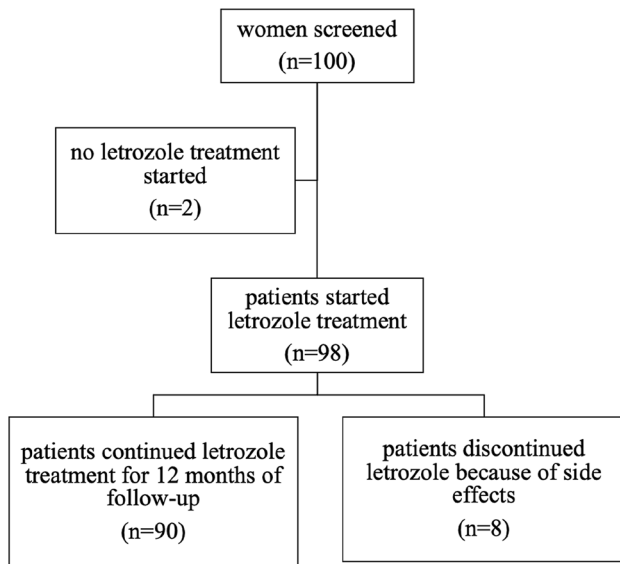 women screened
(n=100)
no letrozole treatment
started
(n=2)
patients started
letrozole treatment
(n=98)
patients continued letrozole
treatment for 12 months of
follow-up
(n=90)
patients discontinued
letrozole because of side
effects
(n=8)